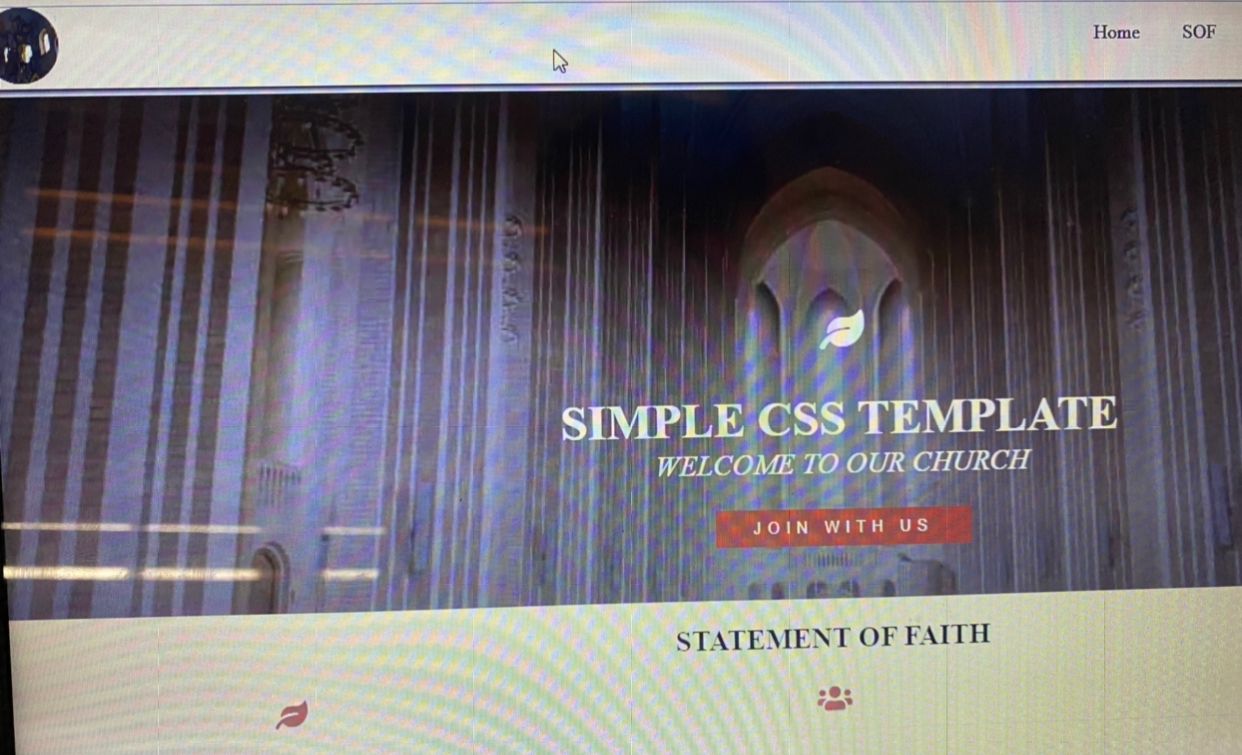 Home SOF
SIMPLE CSS TEMPLATE
WELCOME TO OUR CHURCH
JOIN WITH US
STATEMENT OF FAITH